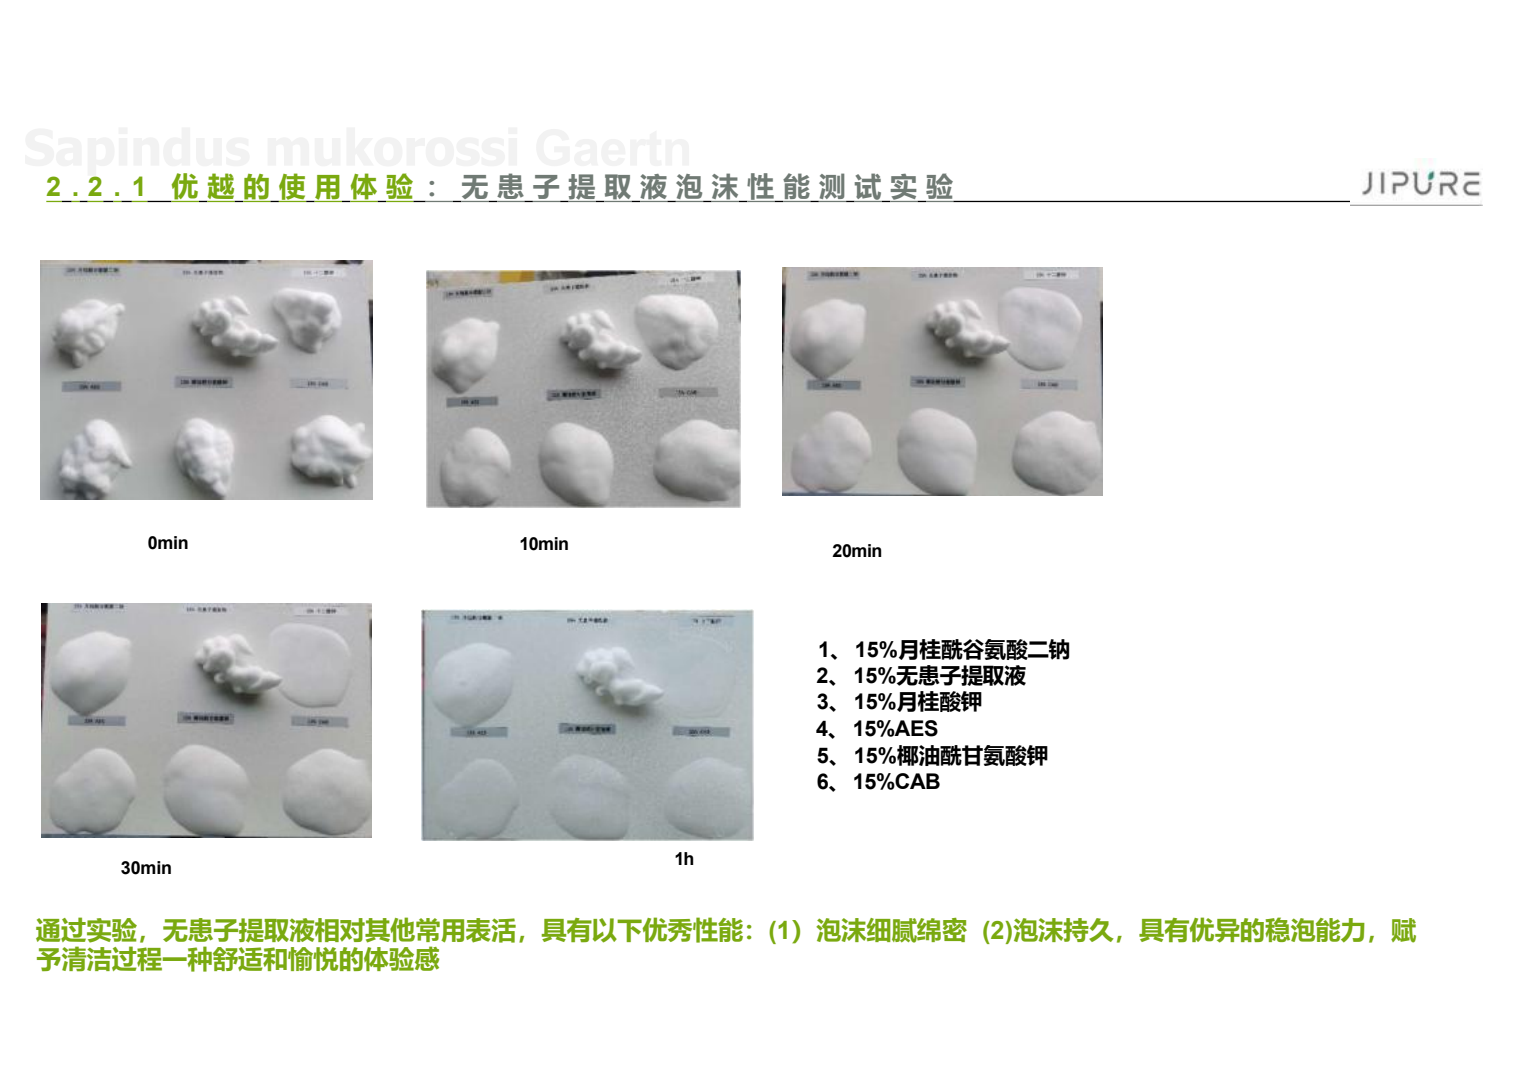 Sapindus mukorossi Gaertn
2.2.1 优越的使用体验：无患子提取液泡沫性能测试实验
JIPURE
0min
10min
20min
30min
1h
1、 15%月桂酰谷氨酸二钠
2、 15%无患子提取液
3、 15%月桂酸钾
4、 15%AES
5、 15%椰油酰甘氨酸钾
6、 15%CAB
通过实验，无患子提取液相对其他常用表活，具有以下优秀性能：(1）泡沫细腻绵密 (2)泡沫持久，具有优异的稳泡能力，赋
予清洁过程一种舒适和愉悦的体验感